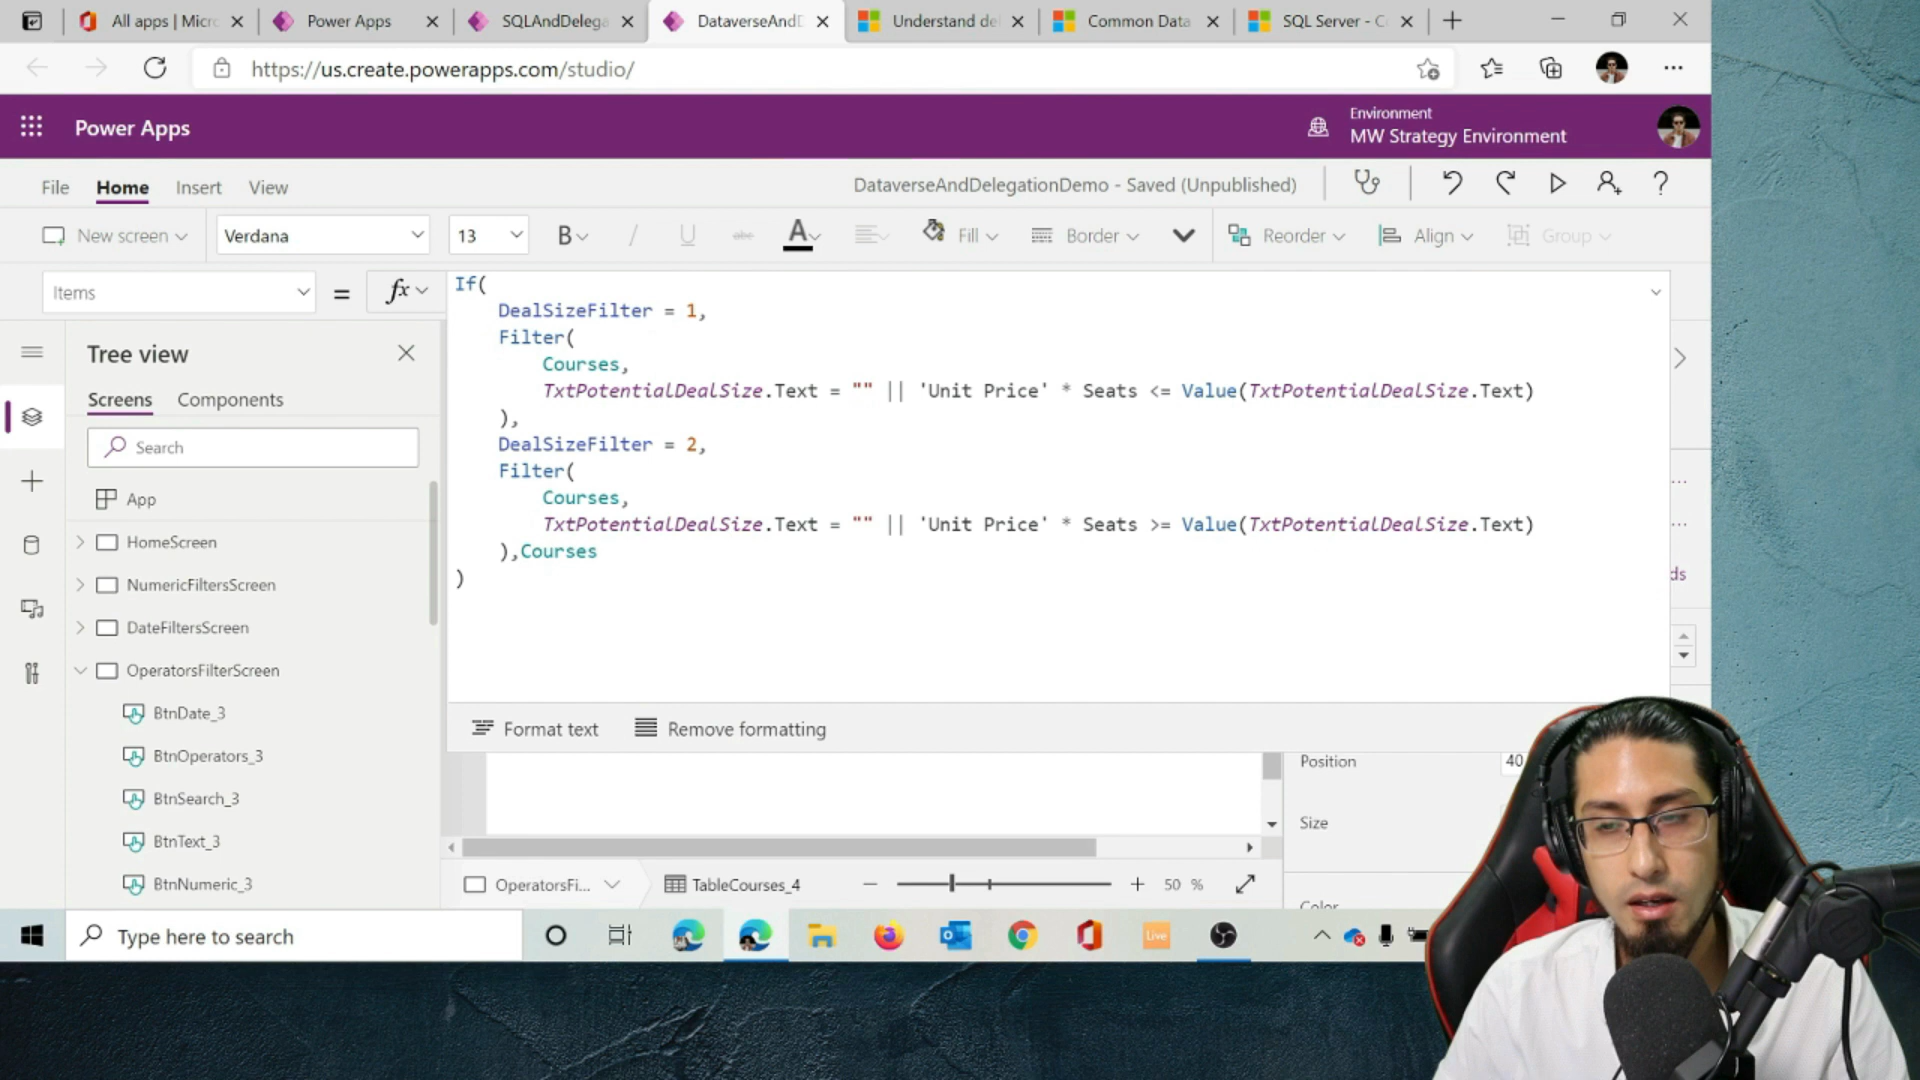 All apps | Micr
Power Apps
SQLAndDelega
DataverseAndD
Understand de
Common Data
SQL Server - C
https://us.create.powerapps.com/studio/
Power Apps
Environment
MW Strategy Environment
File
Home
Insert
View
DataverseAndDelegationDemo - Saved (Unpublished)
New screen
Verdana
13
B
/
U
abc
A
Fill
Border
Reorder
Align
Group
Items
=
fx
If(
DealSizeFilter = 1,
Filter(
Courses,
TxtPotentialDealSize.Text = "" || 'Unit Price' * Seats <= Value(TxtPotentialDealSize.Text)
),
DealSizeFilter = 2,
Filter(
Courses,
TxtPotentialDealSize.Text = "" || 'Unit Price' * Seats >= Value(TxtPotentialDealSize.Text)
),Courses
)
Tree view
Screens
Components
Search
App
HomeScreen
NumericFiltersScreen
DateFiltersScreen
OperatorsFilterScreen
BtnDate_3
BtnOperators_3
BtnSearch_3
BtnText_3
BtnNumeric_3
ds
Format text
Remove formatting
Position
40
Size
Color
OperatorsFi...
TableCourses_4
50 %
Type here to search
Live